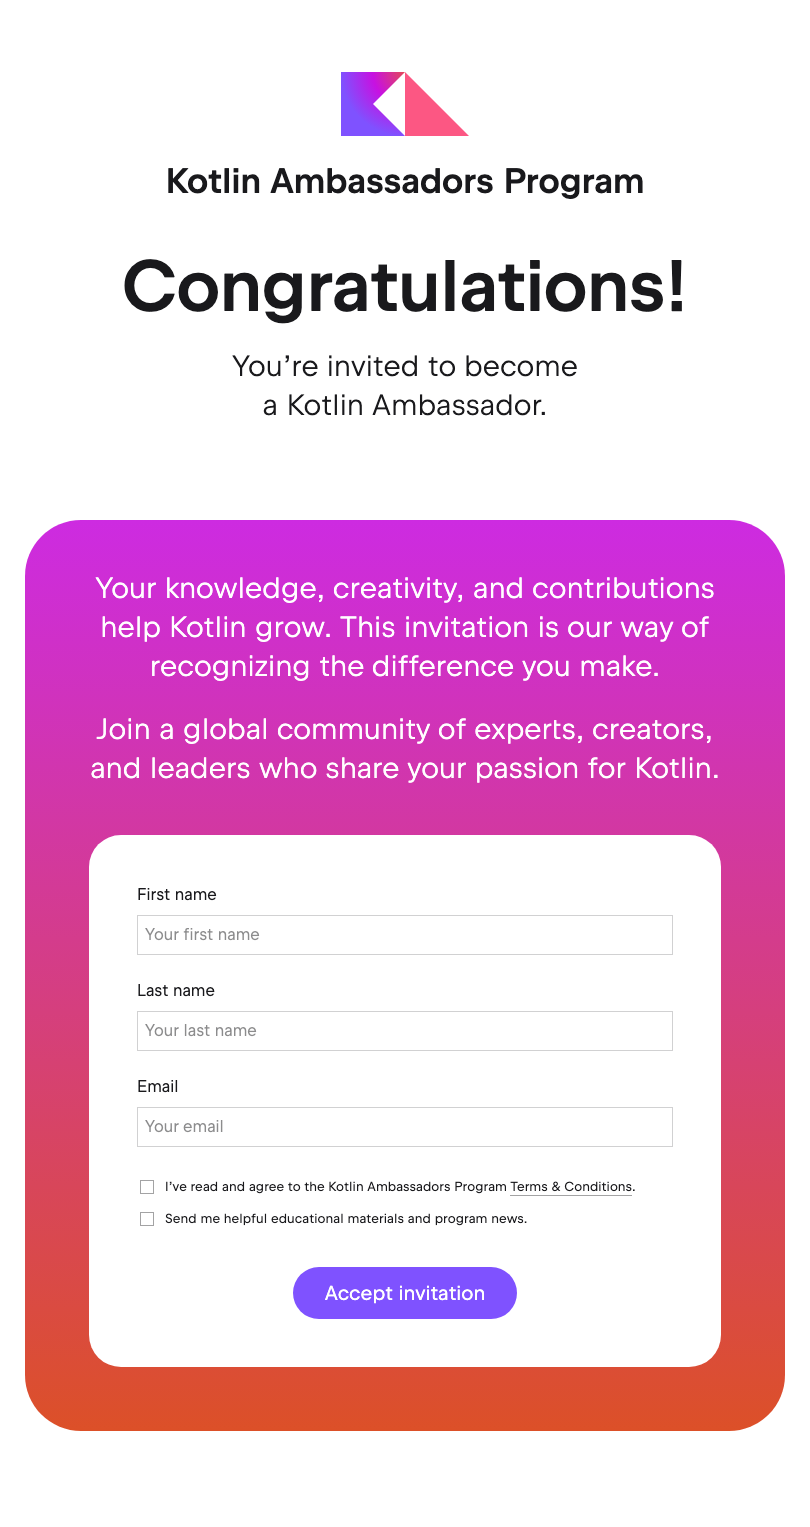 Kotlin Ambassadors Program
Congratulations!
You’re invited to become
a Kotlin Ambassador.
Your knowledge, creativity, and contributions
help Kotlin grow. This invitation is our way of
recognizing the difference you make.
Join a global community of experts, creators,
and leaders who share your passion for Kotlin.
First name
Your first name
Last name
Your last name
Email
Your email
I’ve read and agree to the Kotlin Ambassadors Program Terms & Conditions.
Send me helpful educational materials and program news.
Accept invitation